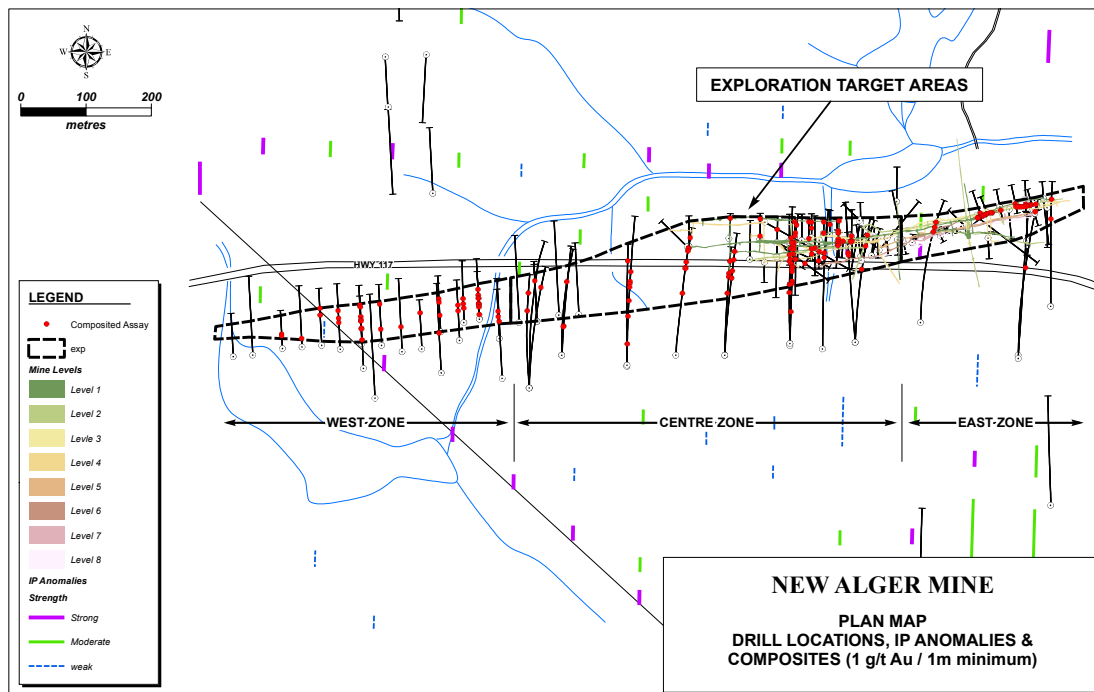 N
W E
S
0 100 200
metres
EXPLORATION TARGET AREAS
HWY 117
LEGEND
Composited Assay
exp
Mine Levels
Level 1
Level 2
Levle 3
Level 4
Level 5
Level 6
Level 7
Level 8
IP Anomalies
Strength
Strong
Moderate
weak
WEST-ZONE
CENTRE ZONE
EAST-ZONE
NEW ALGER MINE
PLAN MAP
DRILL LOCATIONS, IP ANOMALIES &
COMPOSITES (1 g/t Au / 1m minimum)